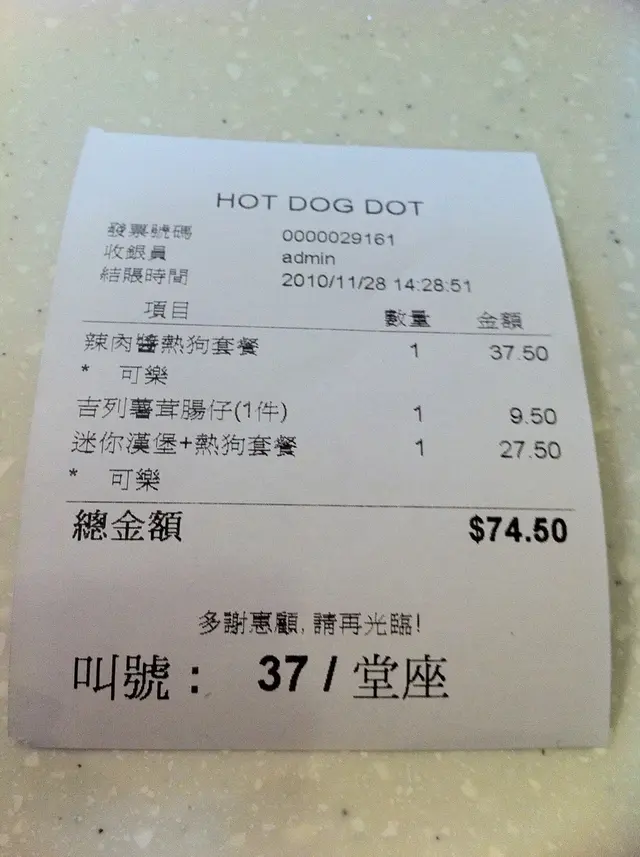 HOT DOG DOT
發票號碼 0000029161
收銀員 admin
結賬時間 2010/11/28 14:28:51
項目 數量 金額
辣肉醬熱狗套餐 1 37.50
* 可樂
吉列薯茸腸仔(1件) 1 9.50
迷你漢堡+熱狗套餐 1 27.50
* 可樂
總金額 $74.50
多謝惠顧, 請再光臨!
叫號： 37 / 堂座